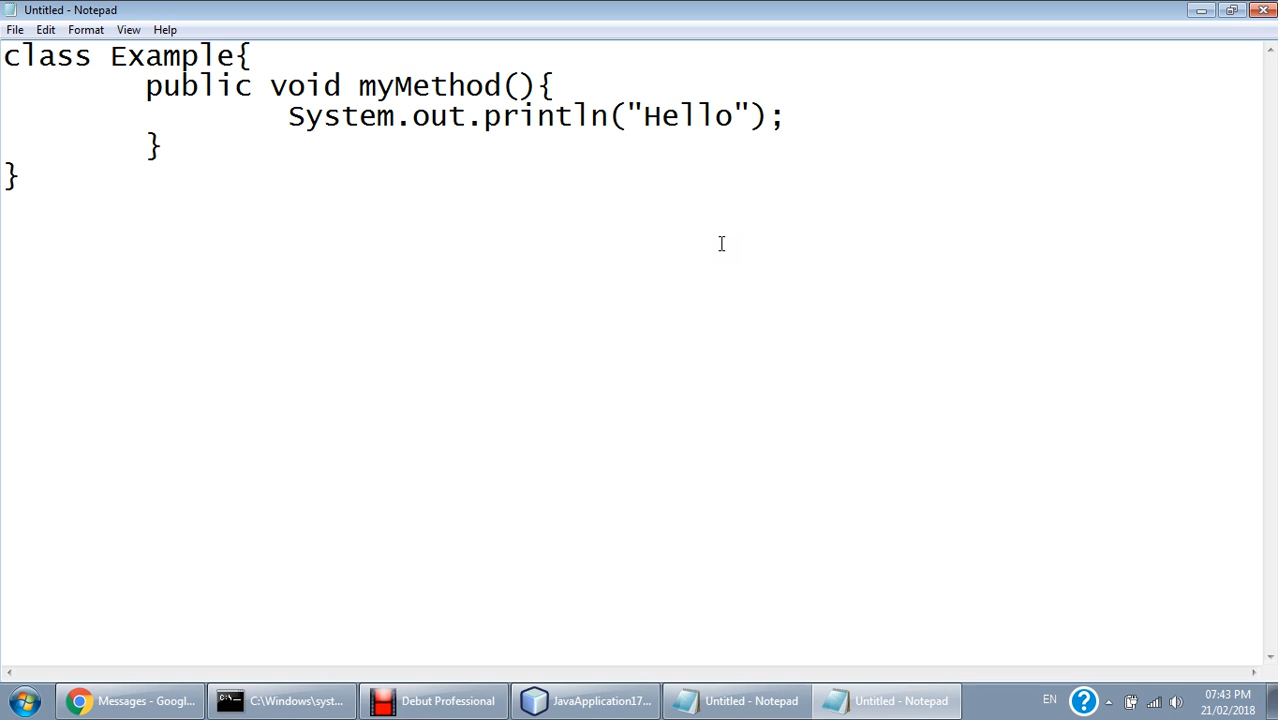 Untitled - Notepad
File Edit Format View Help
class Example{
public void myMethod(){
System.out.println("Hello");
}
}
Messages - Googl... C:\Windows\syst... Debut Professional JavaApplication17... Untitled - Notepad Untitled - Notepad EN ? 07:43 PM
21/02/2018